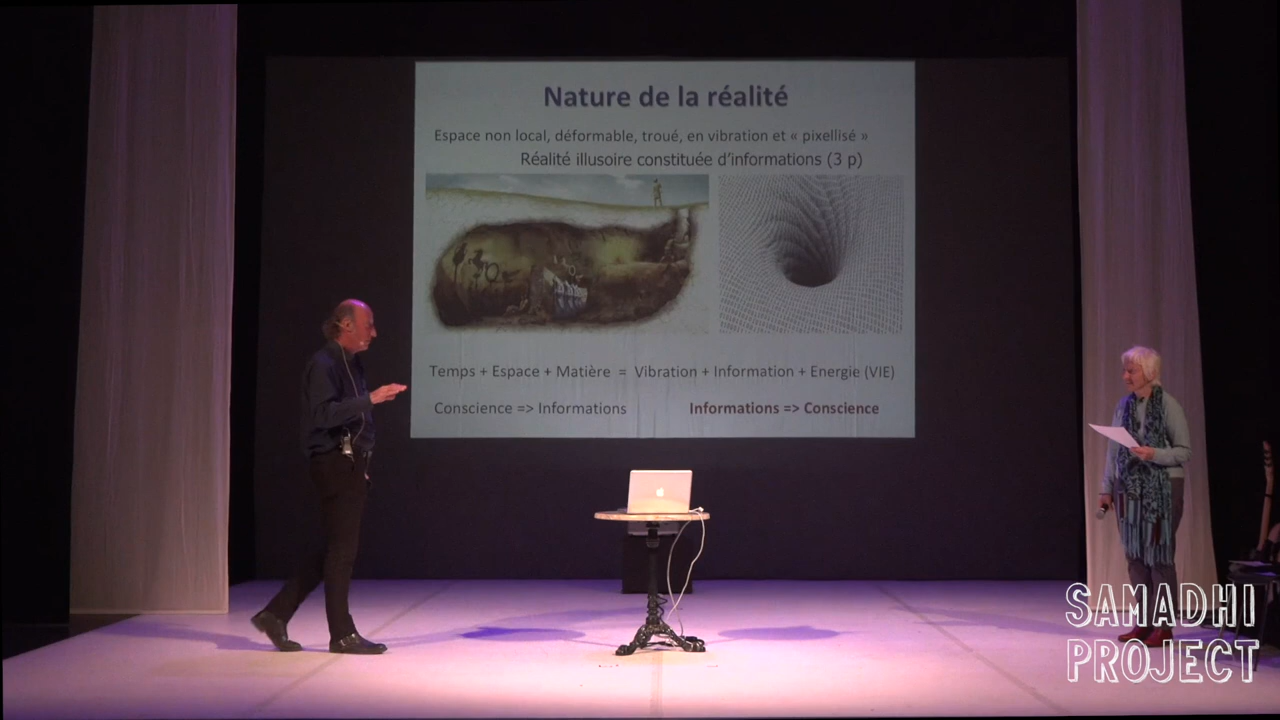 Nature de la réalité
Espace non local, déformable, troué, en vibration et « pixellisé »
Réalité illusoire constituée d’informations (3 p)
Temps + Espace + Matière = Vibration + Information + Energie (VIE)
Conscience => Informations
Informations => Conscience
SAMADHI
PROJECT